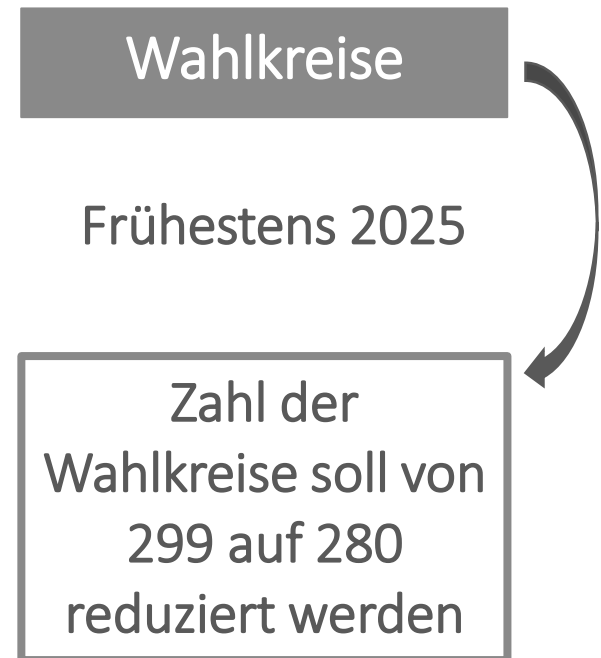 Wahlkreise
Frühestens 2025
Zahl der
Wahlkreise soll von
299 auf 280
reduziert werden